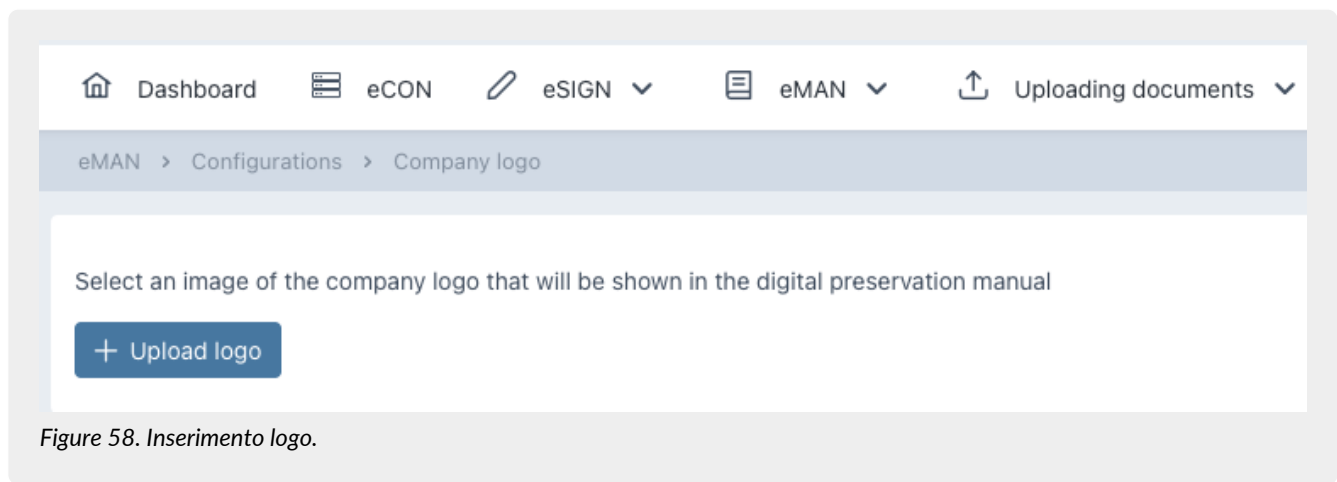 Dashboard eCON eSIGN eMAN Uploading documents
eMAN > Configurations > Company logo
Select an image of the company logo that will be shown in the digital preservation manual
+ Upload logo
Figure 58. Inserimento logo.